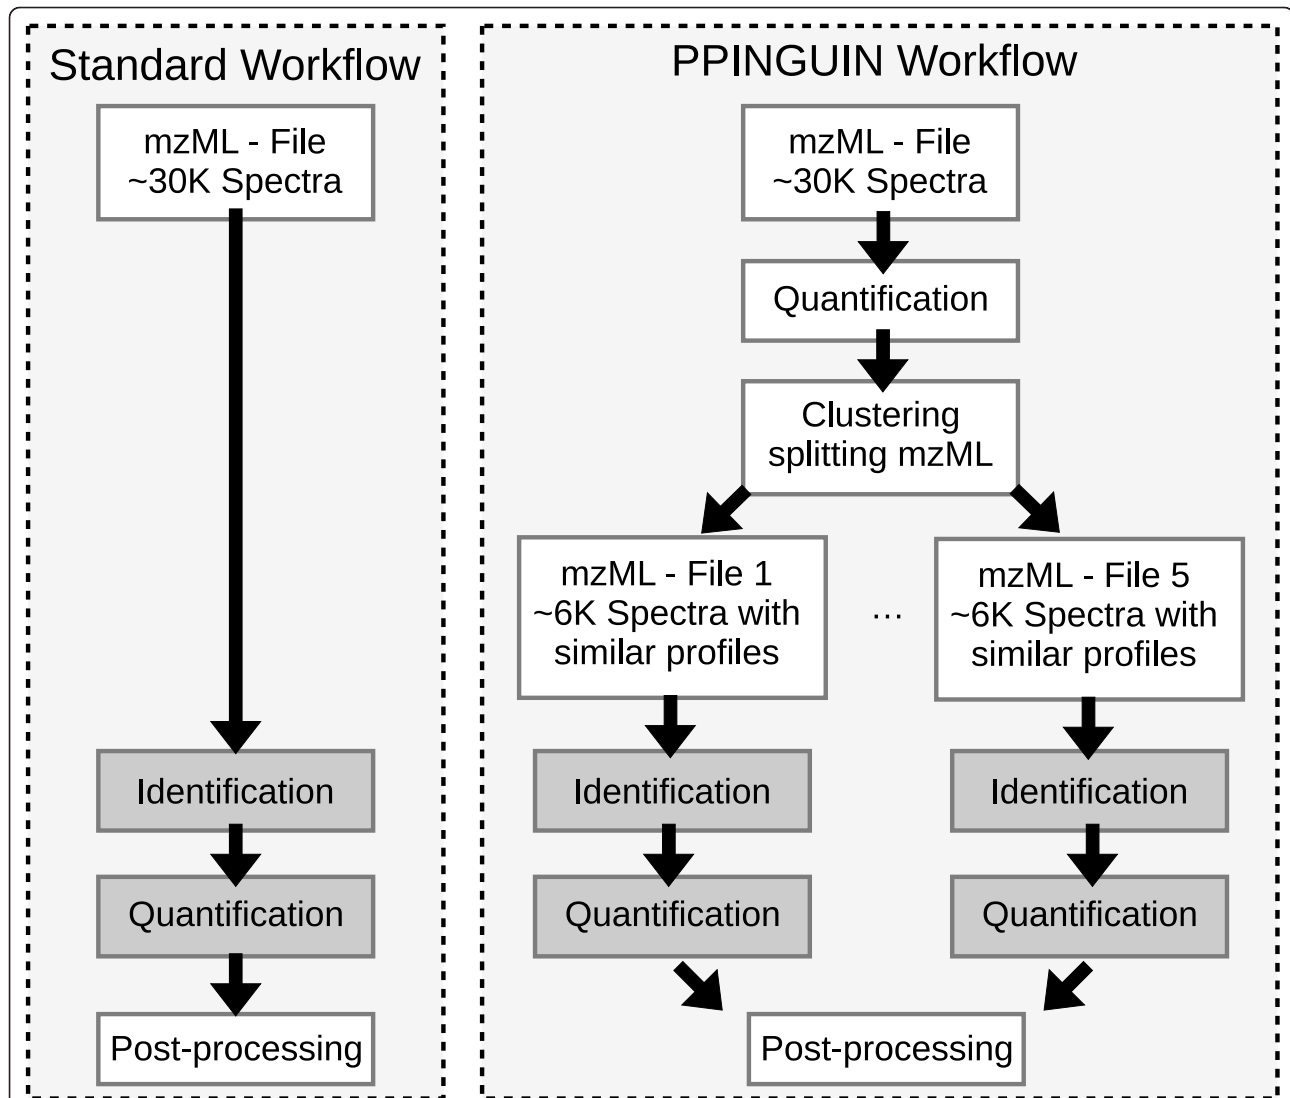 Standard Workflow
mzML - File
~30K Spectra
Identification
Quantification
Post-processing
PPINGUIN Workflow
mzML - File
~30K Spectra
Quantification
Clustering
splitting mzML
mzML - File 1
~6K Spectra with
similar profiles
...
mzML - File 5
~6K Spectra with
similar profiles
Identification
Identification
Quantification
Quantification
Post-processing